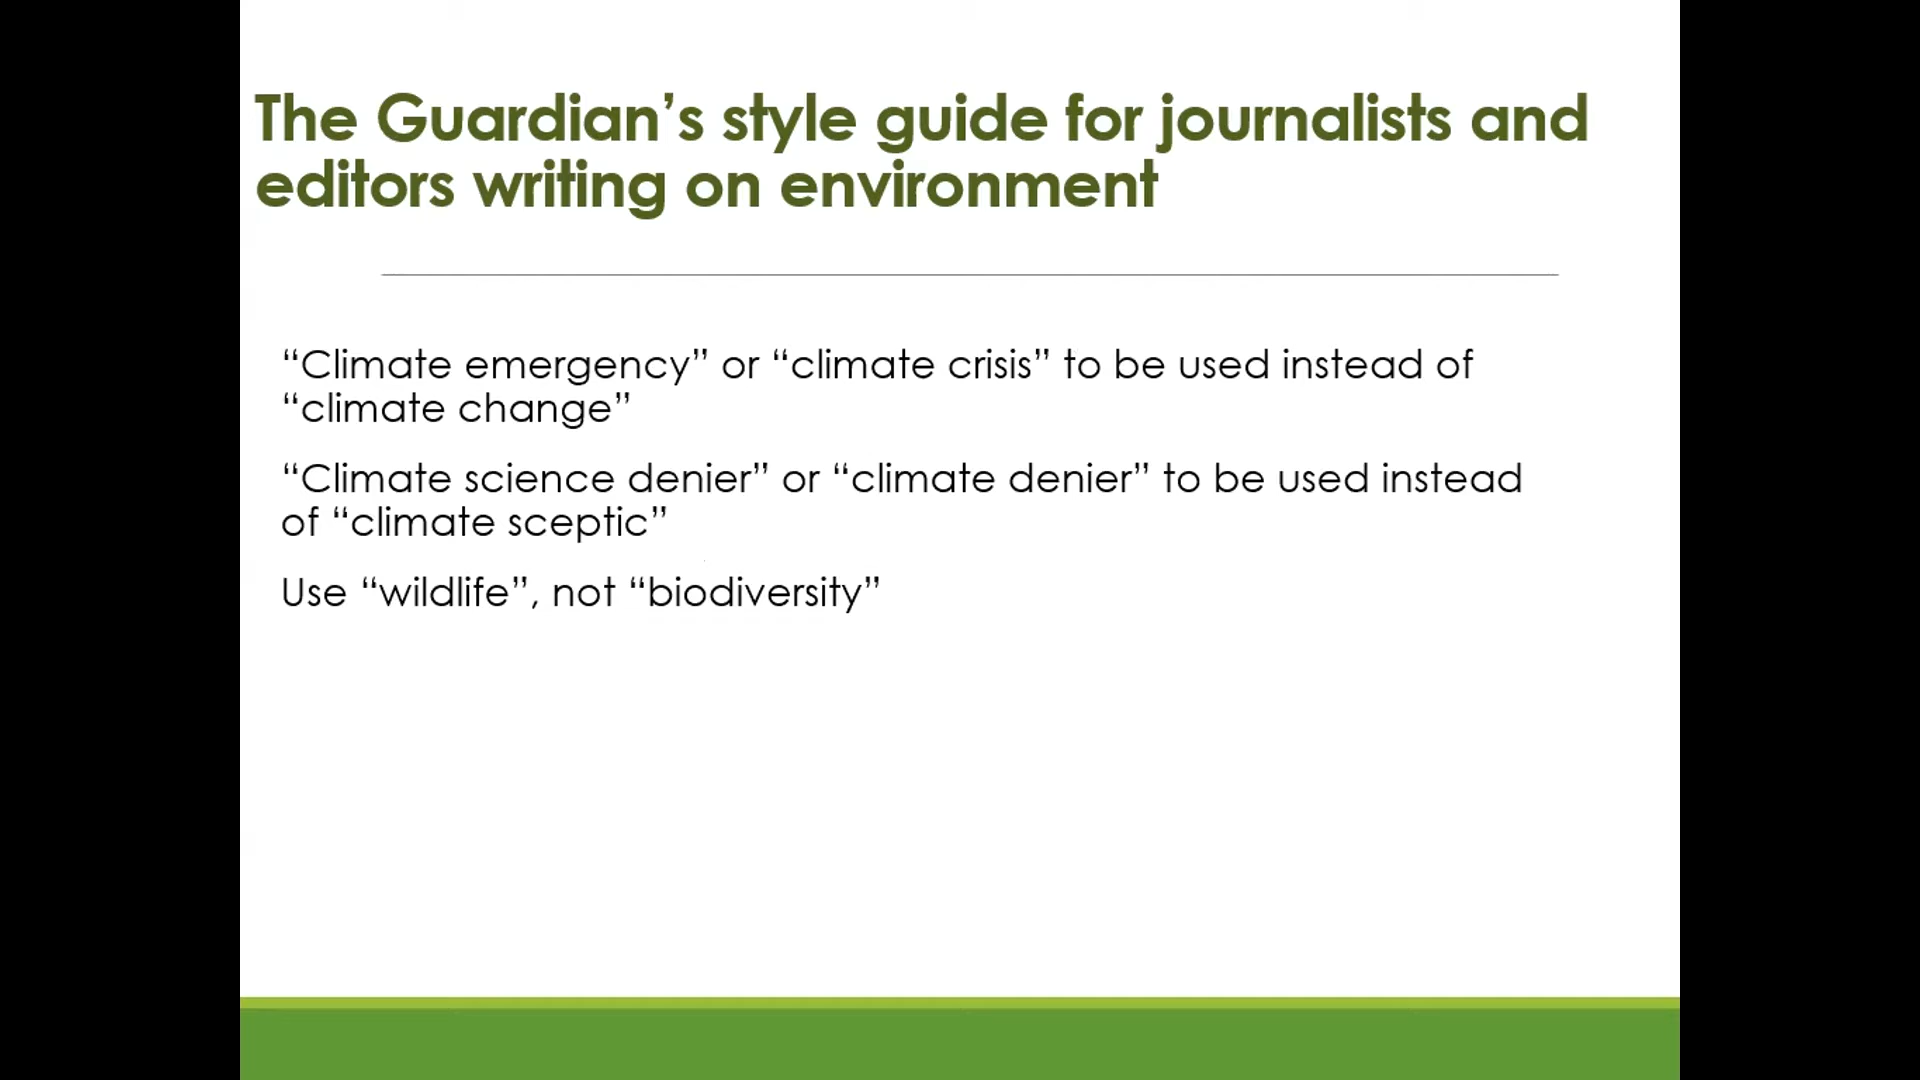 The Guardian’s style guide for journalists and
editors writing on environment
“Climate emergency” or “climate crisis” to be used instead of
“climate change”
“Climate science denier” or “climate denier” to be used instead
of “climate sceptic”
Use “wildlife”, not “biodiversity”